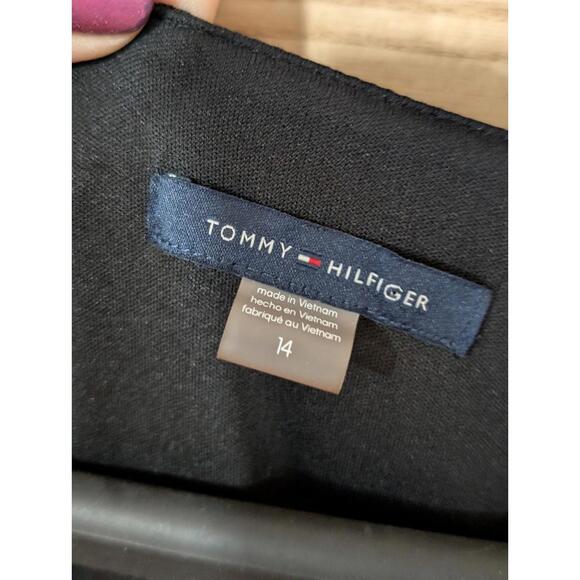 TOMMY HILFIGER
made in Vietnam
hecho en Vietnam
fabriqué au Vietnam
14